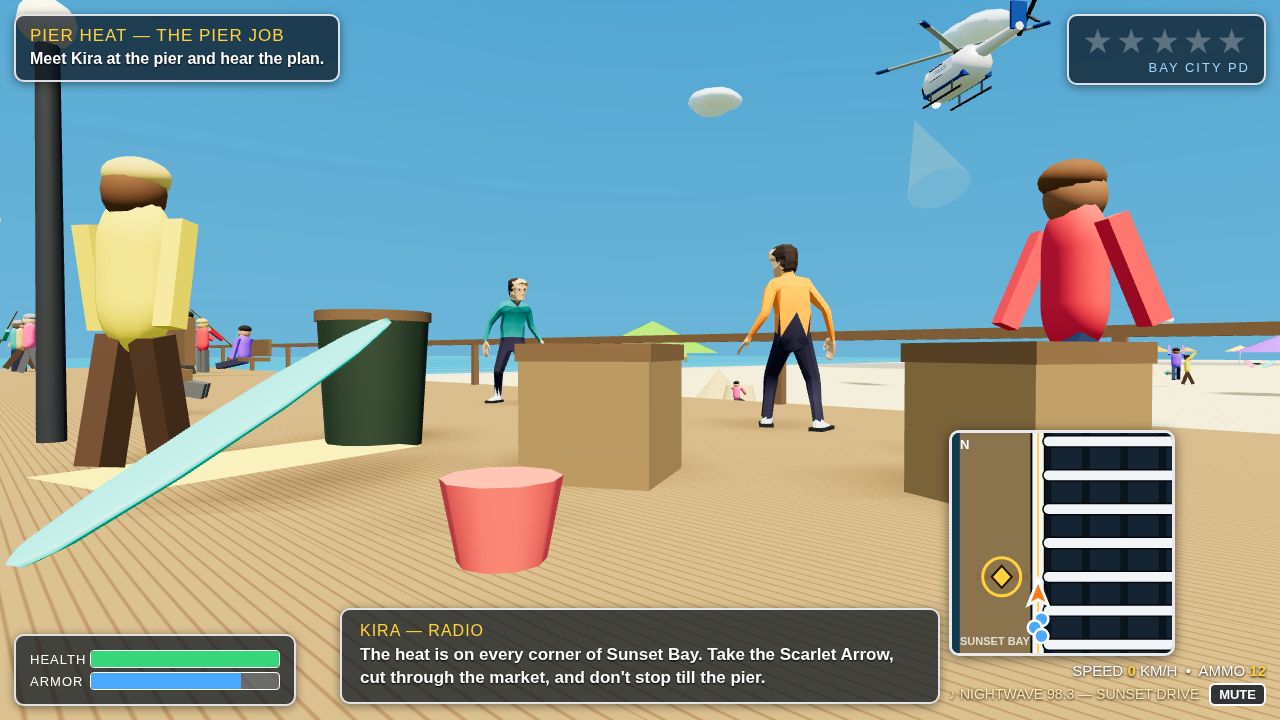 PIER HEAT — THE PIER JOB
Meet Kira at the pier and hear the plan.
BAY CITY PD
N
SUNSET BAY
HEALTH
ARMOR
KIRA — RADIO
The heat is on every corner of Sunset Bay. Take the Scarlet Arrow,
cut through the market, and don't stop till the pier.
SPEED 0 KM/H • AMMO 12
♪ NIGHTWAVE 98.3 — SUNSET DRIVE MUTE